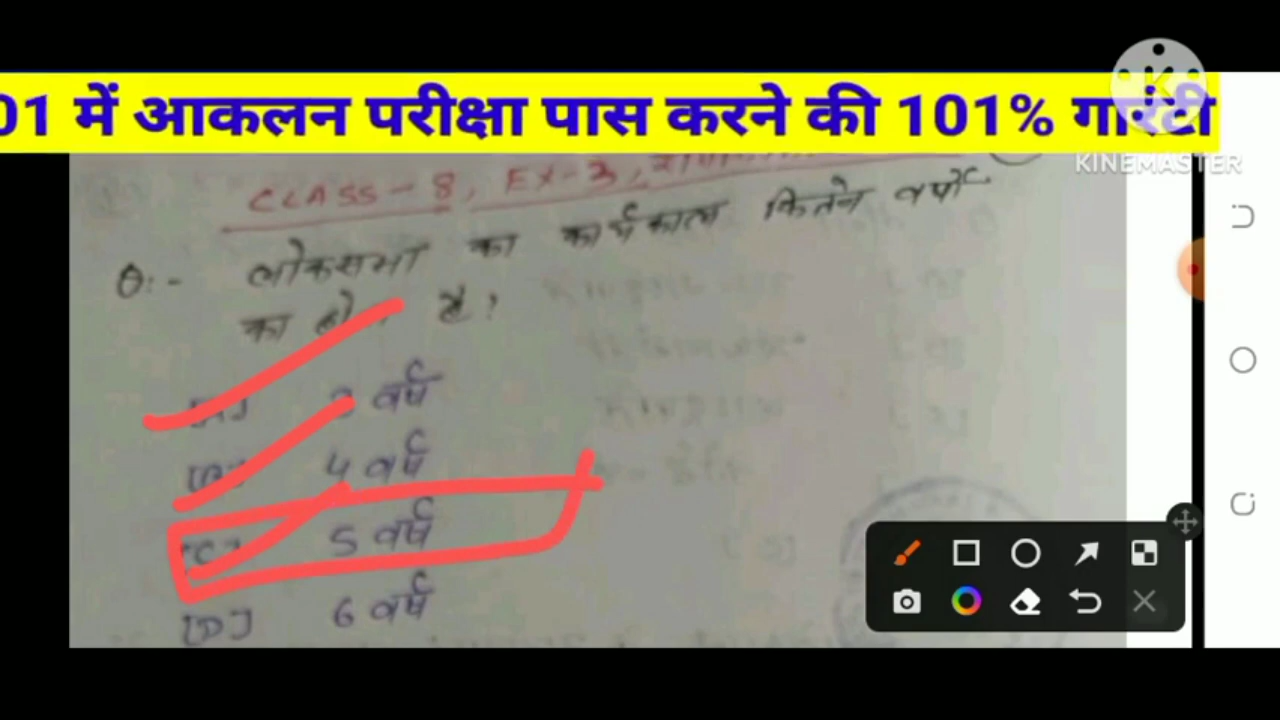 01 में आकलन परीक्षा पास करने की 101% गारंटी
KINEMASTER
CLASS - 8, EX-3,
Q:- लोकसभा का कार्यकाल कितने वर्षों
का है?
3 वर्ष
[B] 4 वर्ष
[C] 5 वर्ष
[D] 6 वर्ष